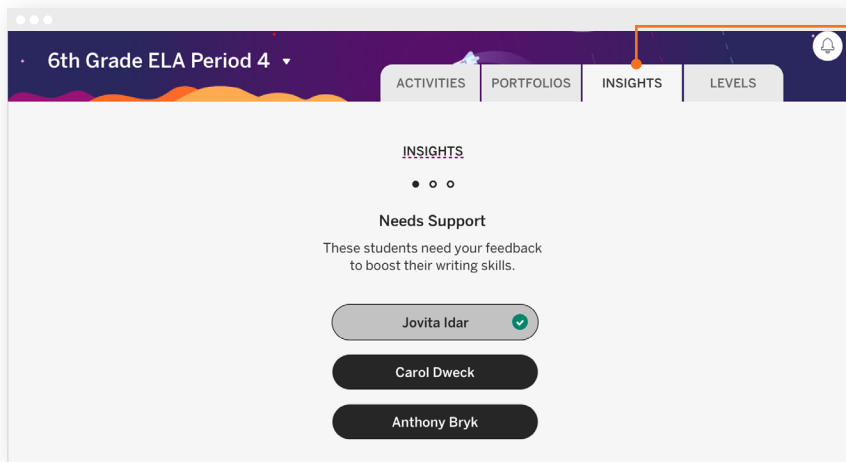 6th Grade ELA Period 4
ACTIVITIES PORTFOLIOS INSIGHTS LEVELS
INSIGHTS
Needs Support
These students need your feedback
to boost their writing skills.
Jovita Idar
Carol Dweck
Anthony Bryk